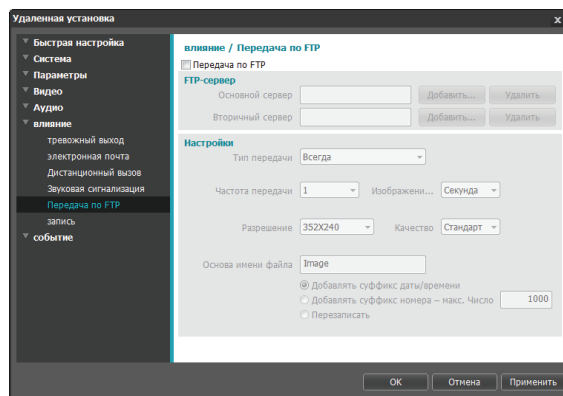 Удаленная установка
x
Быстрая настройка
Система
Параметры
Видео
Аудио
влияние
тревожный выход
электронная почта
Дистанционный вызов
Звуковая сигнализация
Передача по FTP
запись
событие
влияние / Передача по FTP
Передача по FTP
FTP-сервер
Основной сервер Добавить... Удалить
Вторичный сервер Добавить... Удалить
Настройки
Тип передачи Всегда
Частота передачи 1 Изображени... Секунда
Разрешение 352X240 Качество Стандарт
Основа имени файла Image
Добавлять суффикс даты/времени
Добавлять суффикс номера – макс. Число 1000
Перезаписать
OK Отмена Применить